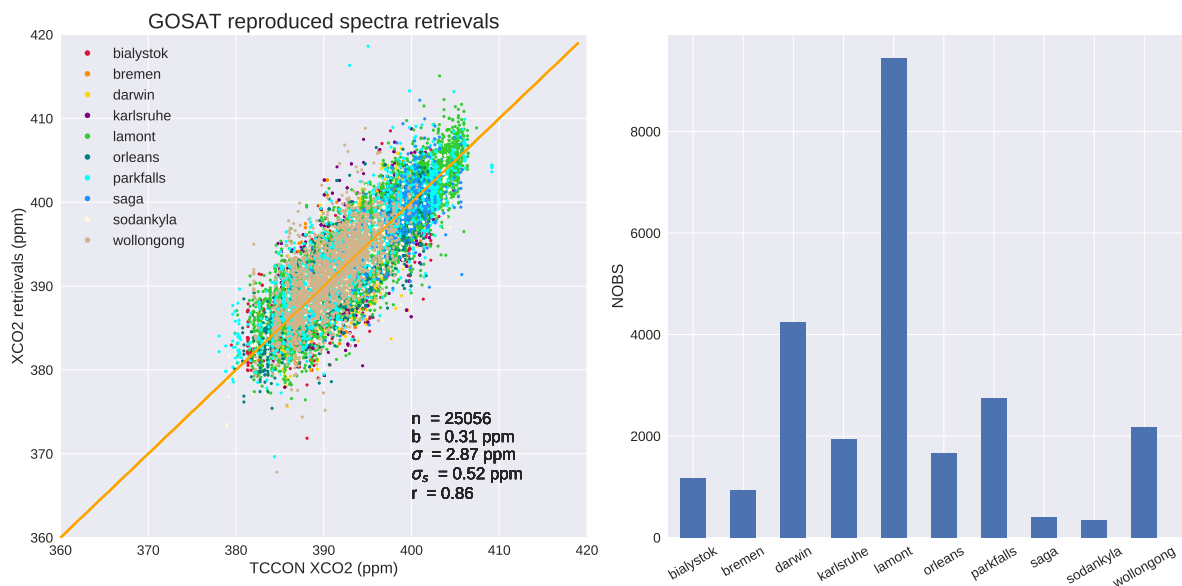 GOSAT reproduced spectra retrievals
420
410
400
390
380
370
360
XCO2 retrievals (ppm)
bialystok
bremen
darwin
karlsruhe
lamont
orleans
parkfalls
saga
sodankyla
wollongong
n = 25056
b = 0.31 ppm
σ = 2.87 ppm
σₛ = 0.52 ppm
r = 0.86
360 370 380 390 400 410 420
TCCON XCO2 (ppm)
8000
6000
4000
2000
0
NOBS
bialystok bremen darwin karlsruhe lamont orleans parkfalls saga sodankyla wollongong